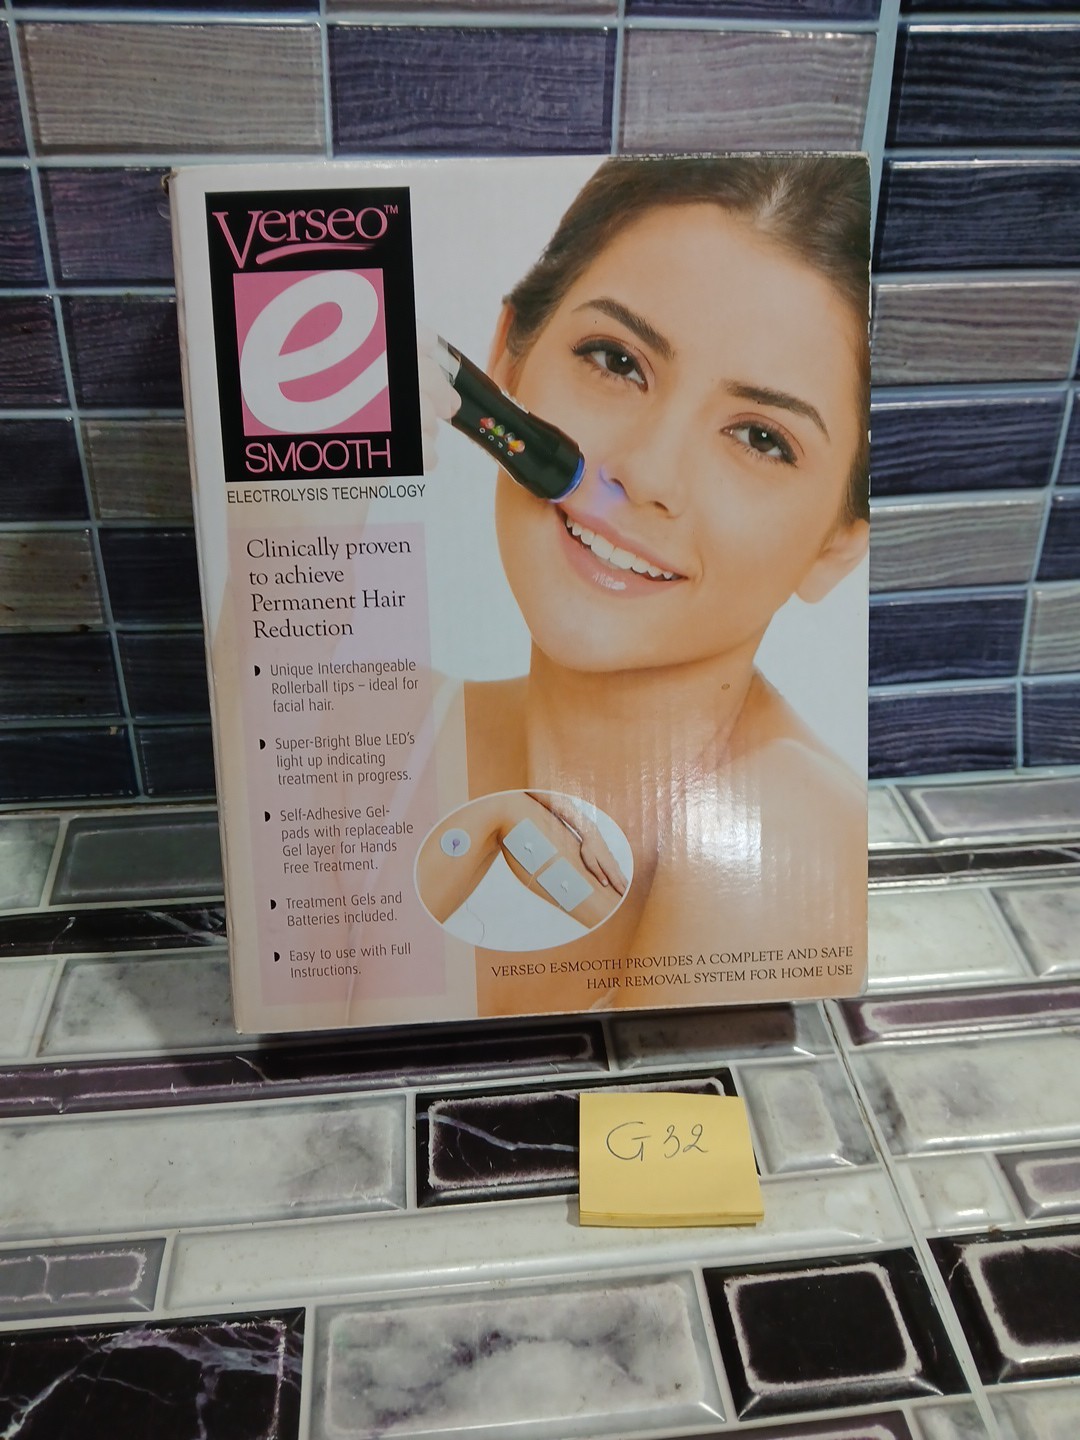 Verseo™
e
SMOOTH
ELECTROLYSIS TECHNOLOGY
Clinically proven
to achieve
Permanent Hair
Reduction
Unique Interchangeable
Rollerball tips – ideal for
facial hair.
Super-Bright Blue LED's
light up indicating
treatment in progress.
Self-Adhesive Gel-
pads with replaceable
Gel layer for Hands
Free Treatment.
Treatment Gels and
Batteries included.
Easy to use with Full
Instructions.
VERSEO E-SMOOTH PROVIDES A COMPLETE AND SAFE
HAIR REMOVAL SYSTEM FOR HOME USE
G32